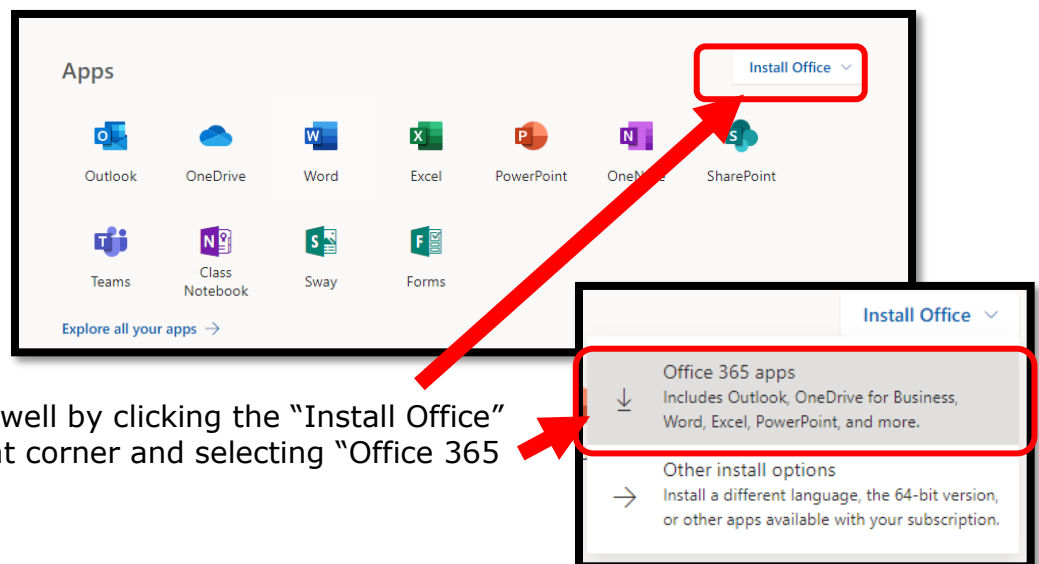 Apps
Install Office
Outlook OneDrive Word Excel PowerPoint OneNote SharePoint
Teams Class Notebook Sway Forms
Explore all your apps →
well by clicking the “Install Office”
corner and selecting “Office 365
Install Office
Office 365 apps
Includes Outlook, OneDrive for Business,
Word, Excel, PowerPoint, and more.
Other install options
Install a different language, the 64-bit version,
or other apps available with your subscription.